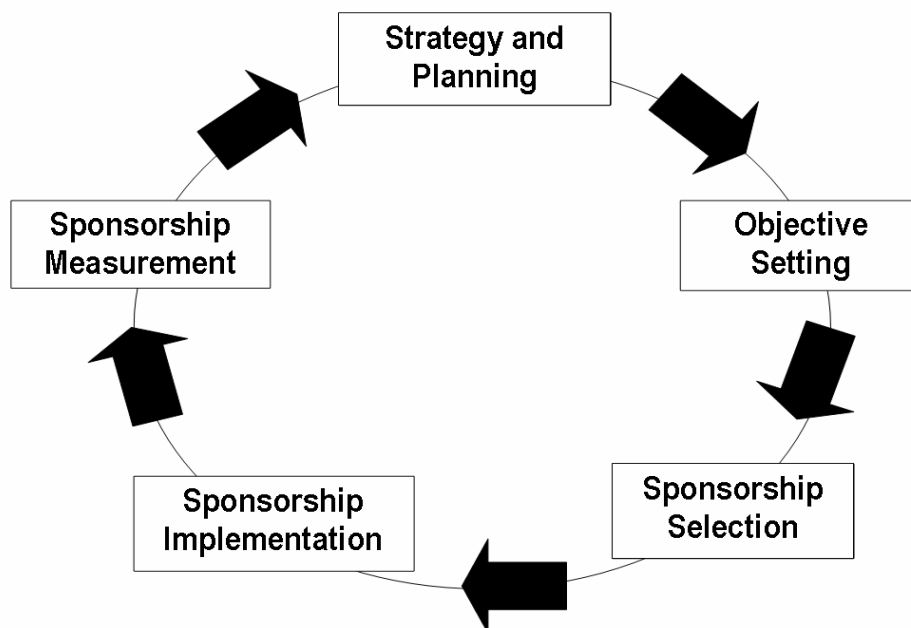 Strategy and
Planning
Objective
Setting
Sponsorship
Selection
Sponsorship
Implementation
Sponsorship
Measurement